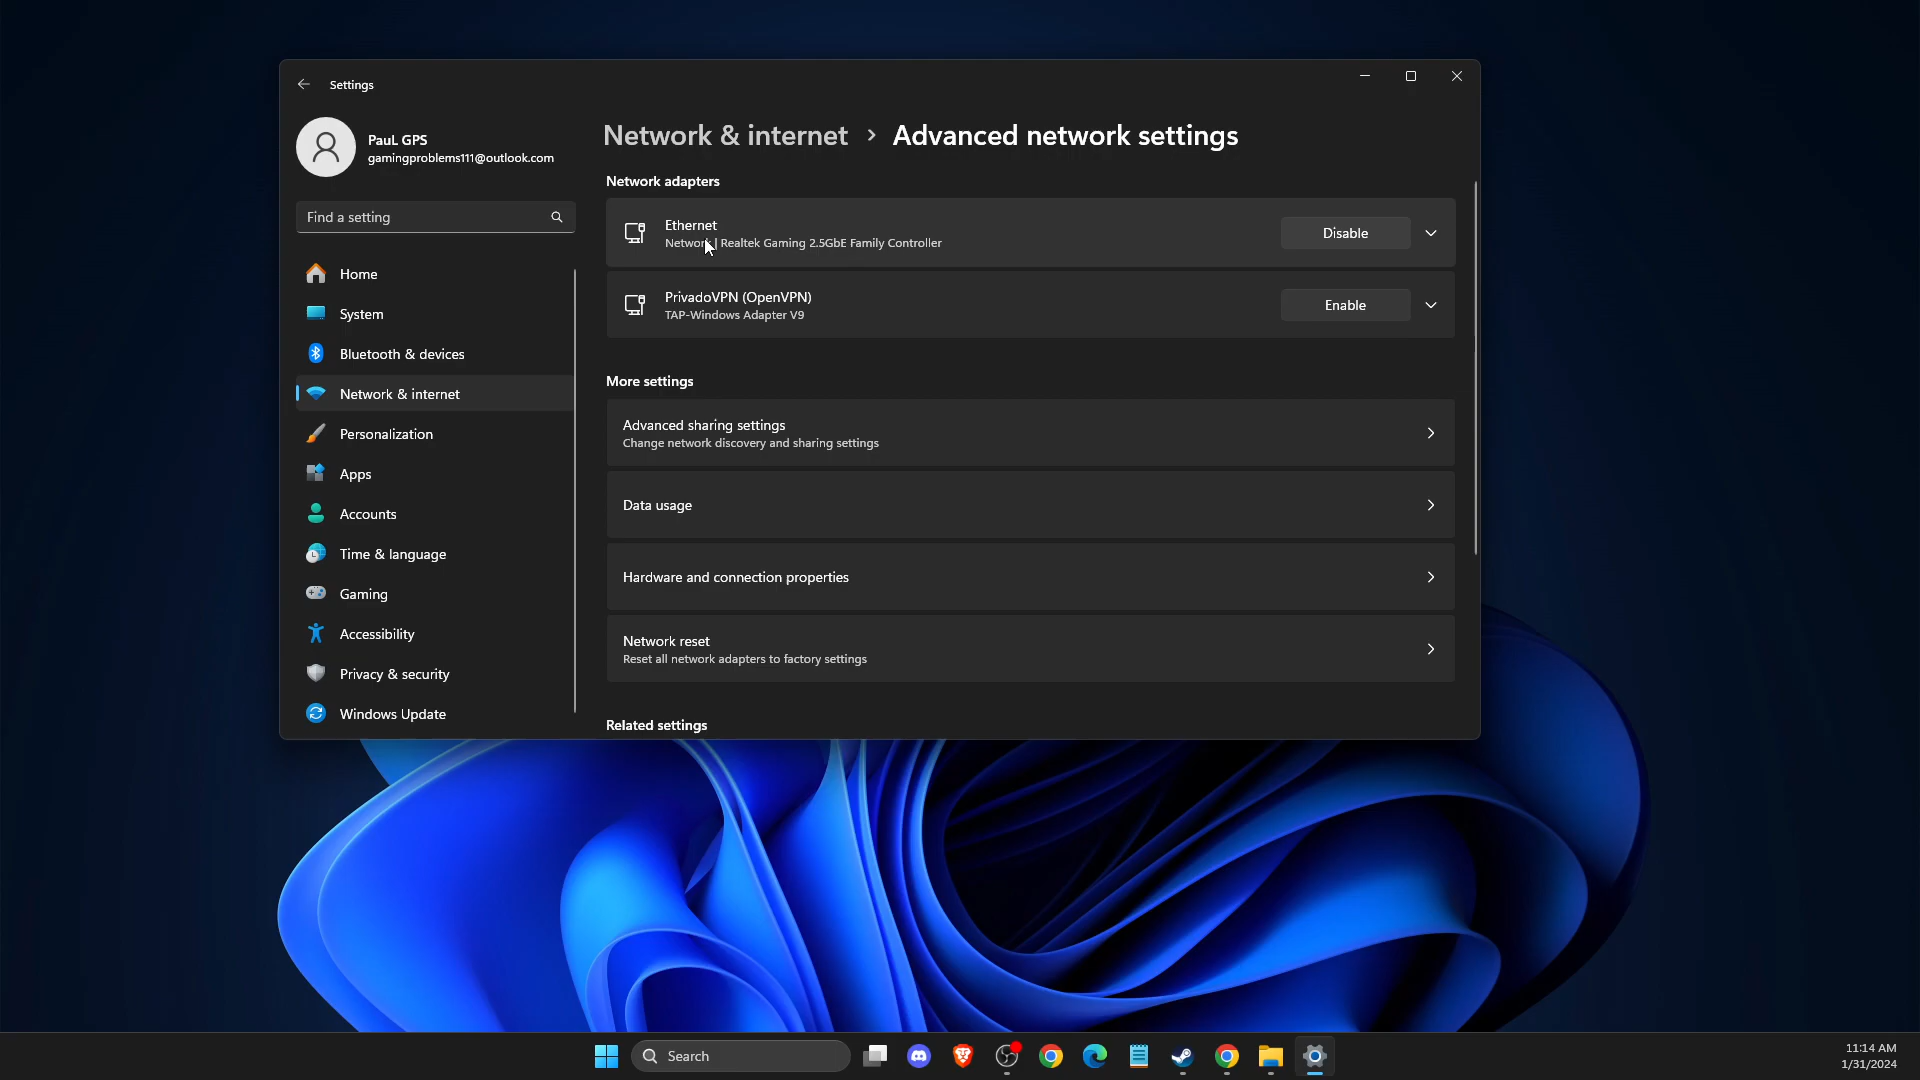 Settings
PauL GPS
gamingproblems111@outlook.com
Find a setting
Home
System
Bluetooth & devices
Network & internet
Personalization
Apps
Accounts
Time & language
Gaming
Accessibility
Privacy & security
Windows Update
Network & internet > Advanced network settings
Network adapters
Ethernet
Network | Realtek Gaming 2.5GbE Family Controller
Disable
PrivadoVPN (OpenVPN)
TAP-Windows Adapter V9
Enable
More settings
Advanced sharing settings
Change network discovery and sharing settings
Data usage
Hardware and connection properties
Network reset
Reset all network adapters to factory settings
Related settings
Search
11:14 AM
1/31/2024